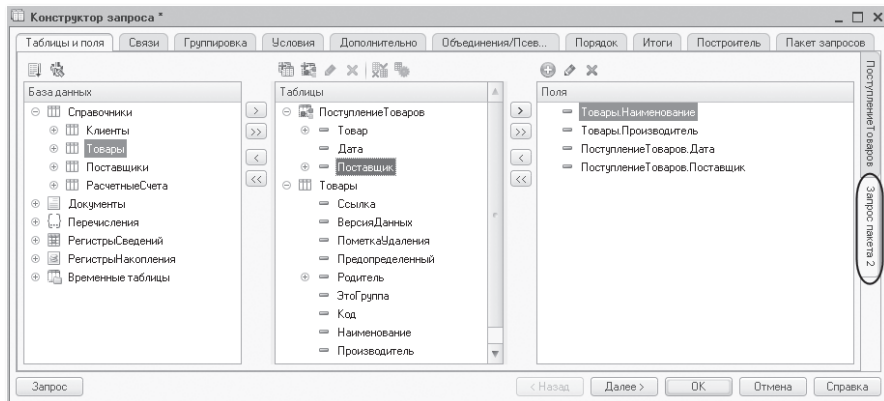 Конструктор запроса *
Таблицы и поля Связи Группировка Условия Дополнительно Объединения/Псев... Порядок Итоги Построитель Пакет запросов
База данных
Справочники
Клиенты
Товары
Поставщики
РасчетныеСчета
Документы
Перечисления
РегистрыСведений
РегистрыНакопления
Временные таблицы
> >> < <<
Таблицы
ПоступлениеТоваров
Товар
Дата
Поставщик
Товары
Ссылка
ВерсияДанных
ПометкаУдаления
Предопределенный
Родитель
ЭтоГруппа
Код
Наименование
Производитель
> >> < <<
Поля
Товары.Наименование
Товары.Производитель
ПоступлениеТоваров.Дата
ПоступлениеТоваров.Поставщик
ПоступлениеТоваров
Запрос пакета 2
Запрос < Назад Далее > OK Отмена Справка